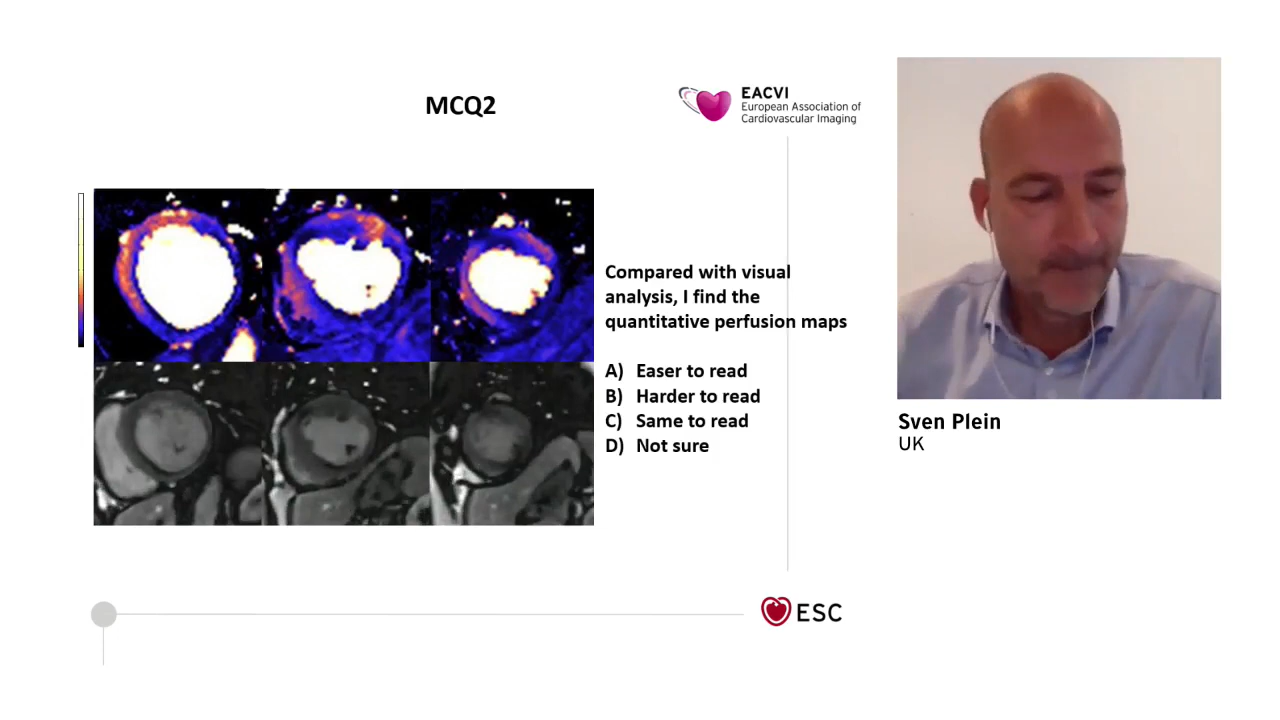 MCQ2
EACVI
European Association of
Cardiovascular Imaging
Compared with visual
analysis, I find the
quantitative perfusion maps
A) Easer to read
B) Harder to read
C) Same to read
D) Not sure
Sven Plein
UK
ESC